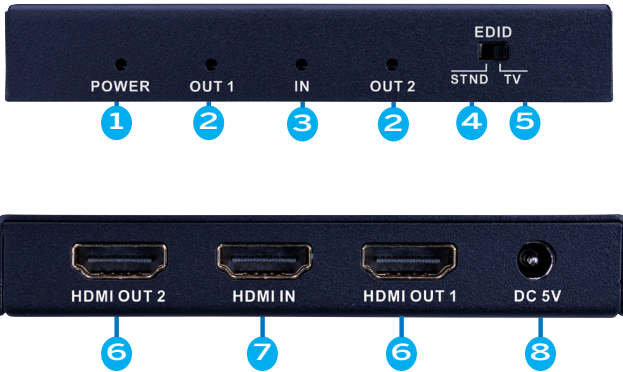 EDID
POWER OUT 1 IN OUT 2 STND TV
1 2 3 2 4 5
HDMI OUT 2 HDMI IN HDMI OUT 1 DC 5V
6 7 6 8